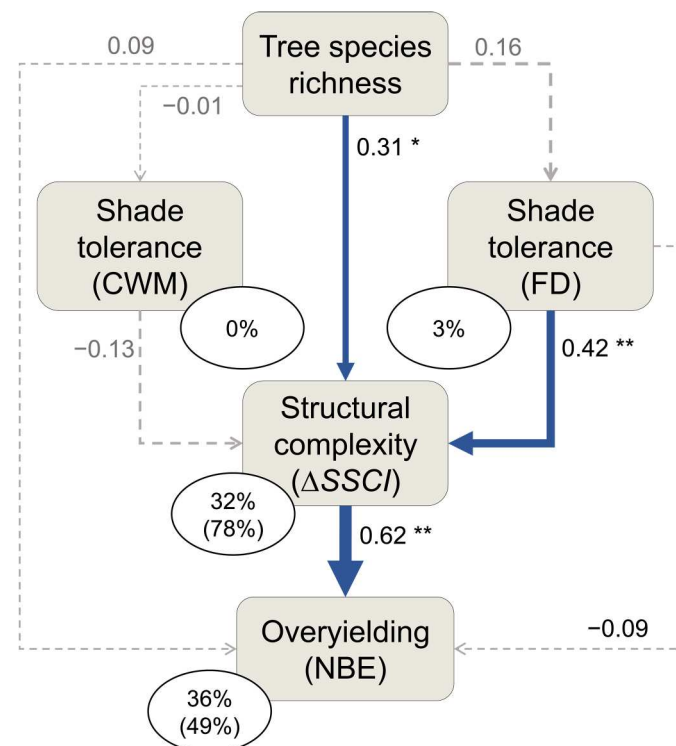 0.09
Tree species
richness
0.16
−0.01
0.31 *
Shade
tolerance
(CWM)
Shade
tolerance
(FD)
0%
3%
−0.13
0.42 **
Structural
complexity
(ΔSSCI)
32%
(78%)
0.62 **
Overyielding
(NBE)
−0.09
36%
(49%)